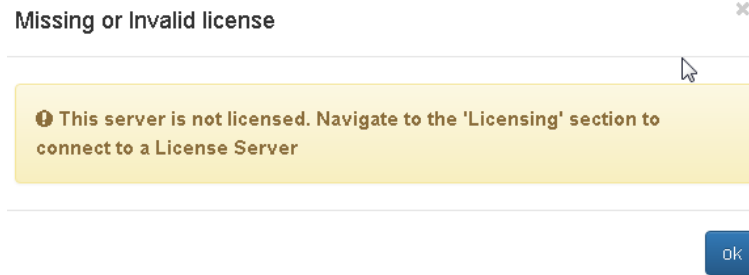 Missing or Invalid license
This server is not licensed. Navigate to the 'Licensing' section to
connect to a License Server
ok